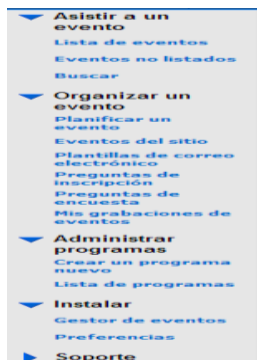 Asistir a un
evento
Lista de eventos
Eventos no listados
Buscar
Organizar un
evento
Planificar un
evento
Eventos del sitio
Plantillas de correo
electrónico
Preguntas de
inscripción
Preguntas de
encuesta
Mis grabaciones de
eventos
Administrar
programas
Crear un programa
nuevo
Lista de programas
Instalar
Gestor de eventos
Preferencias
Soporte